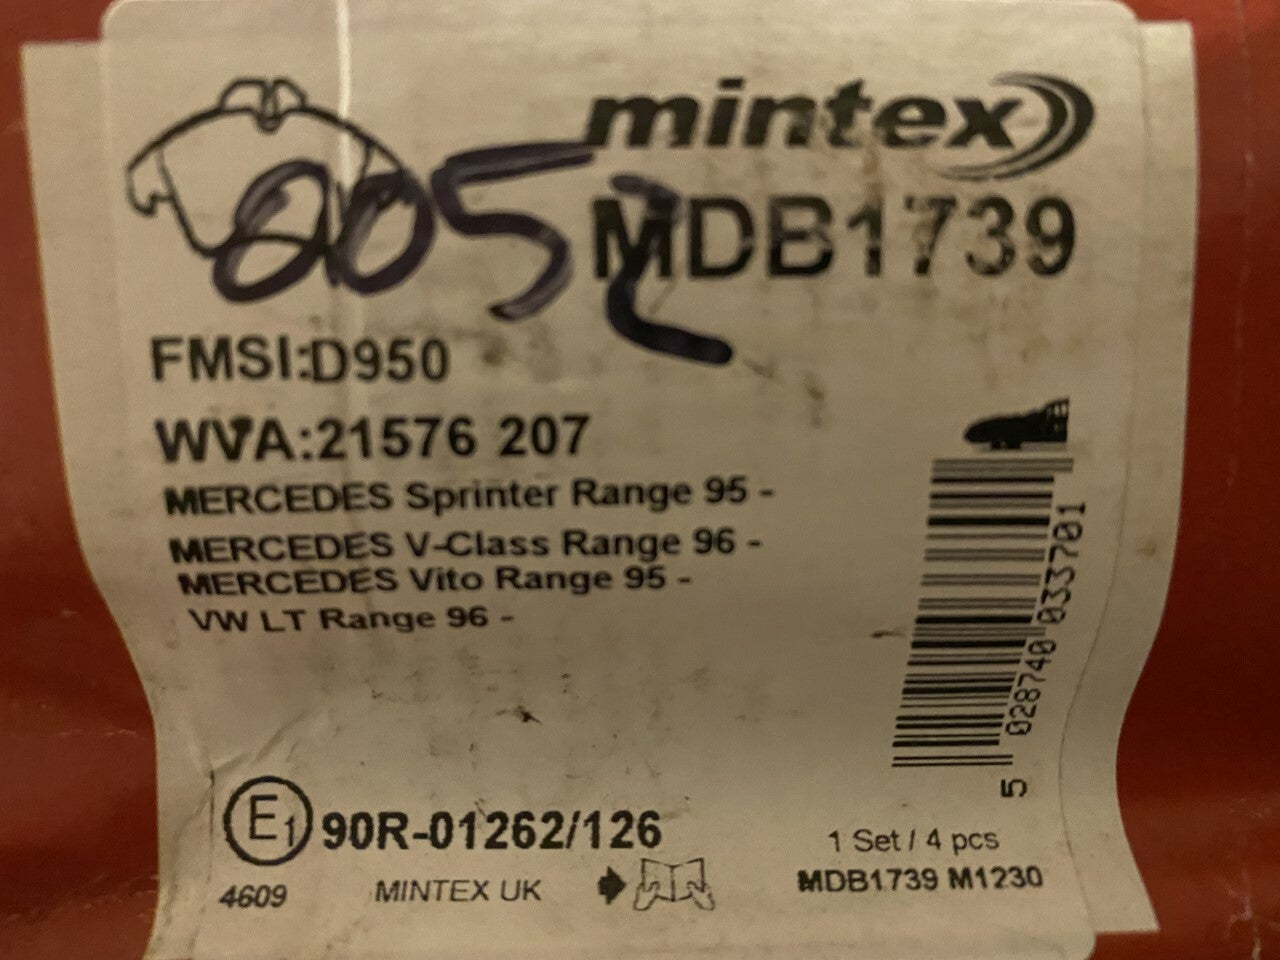 mintex
0052
MDB1739
FMSI:D950
WVA:21576 207
MERCEDES Sprinter Range 95 -
MERCEDES V-Class Range 96 -
MERCEDES Vito Range 95 -
VW LT Range 96 -
5 028740 033701
E1 90R-01262/126
1 Set / 4 pcs
4609 MINTEX UK
MDB1739 M1230